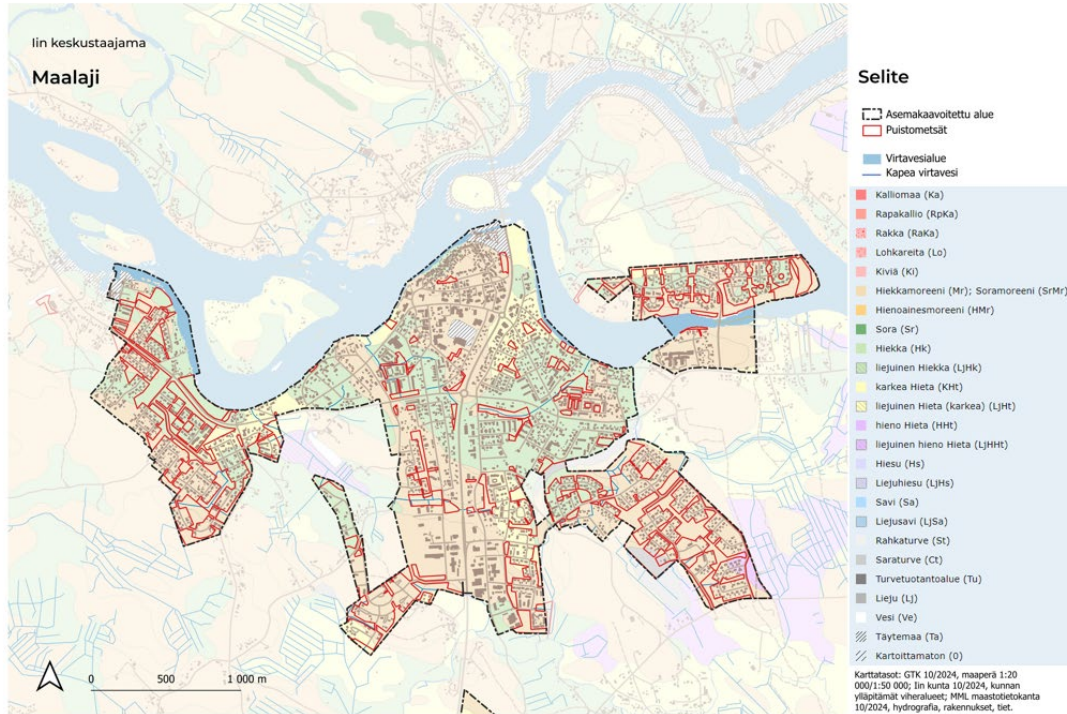 Iin keskustaajama
Maalaji
0 500 1 000 m
Selite
Asemakaavoitettu alue
Puistometsät
Virtavesialue
Kapea virtavesi
Kalliomaa (Ka)
Rapakallio (RpKa)
Rakka (RaKa)
Lohkareita (Lo)
Kiviä (Ki)
Hiekkamoreeni (Mr); Soramoreeni (SrMr)
Hienoainesmoreeni (HMr)
Sora (Sr)
Hiekka (Hk)
liejuinen Hiekka (LjHk)
karkea Hieta (KHt)
liejuinen Hieta (karkea) (LjHt)
hieno Hieta (HHt)
liejuinen hieno Hieta (LjHHt)
Hiesu (Hs)
Liejuhiesu (LjHs)
Savi (Sa)
Liejusavi (LjSa)
Rahkaturve (St)
Saraturve (Ct)
Turvetuotantoalue (Tu)
Lieju (Lj)
Vesi (Ve)
Täytemaa (Ta)
Kartoittamaton (0)
Karttatasot: GTK 10/2024, maaperä 1:20
000/1:50 000; Iin kunta 10/2024, kunnan
ylläpitämät viheralueet; MML maastotietokanta
10/2024, hydrografia, rakennukset, tiet.